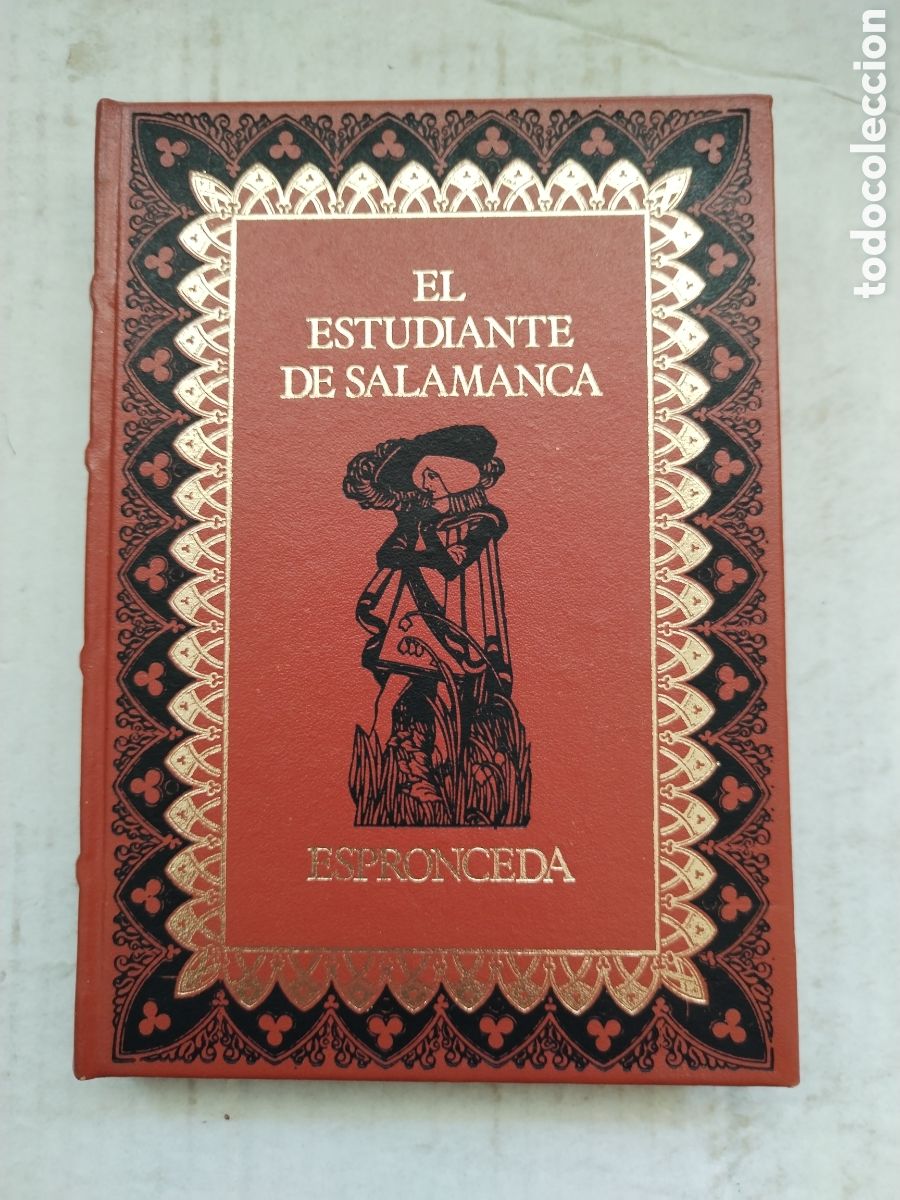 EL
ESTUDIANTE
DE SALAMANCA
ESPRONCEDA
todocoleccion